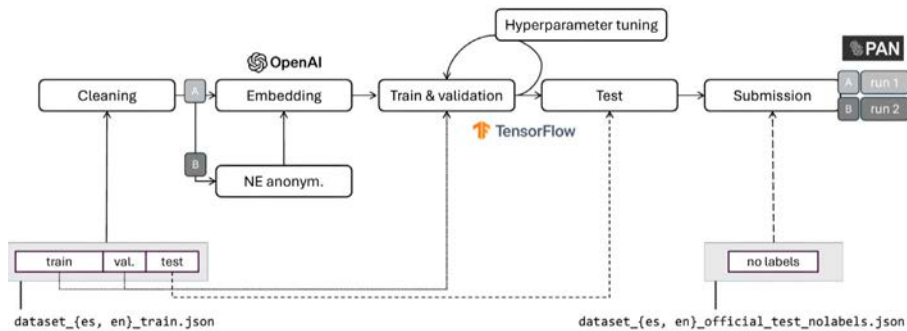 Hyperparameter tuning
OpenAI
PAN
Cleaning
A
Embedding
Train & validation
Test
Submission
A
run 1
B
run 2
TensorFlow
B
NE anonym.
train
val.
test
no labels
dataset_{es, en}_train.json
dataset_{es, en}_official_test_nolabels.json